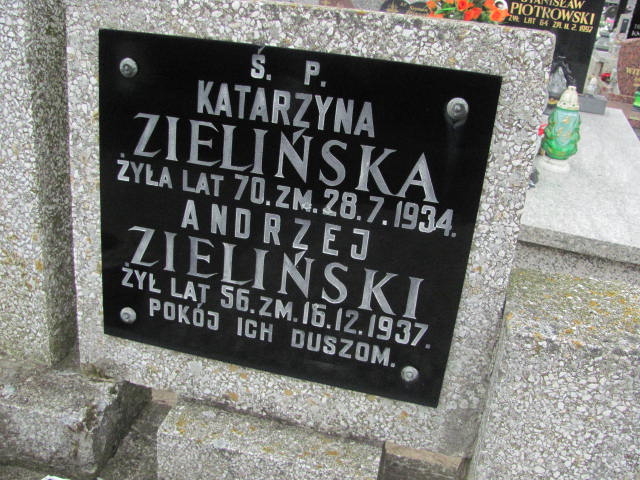 Ś. P.
KATARZYNA
ZIELIŃSKA
ŻYŁA LAT 70. ZM. 28.7.1934.
ANDRZEJ
ZIELIŃSKI
ŻYŁ LAT 56. ZM. 16.12.1937.
POKÓJ ICH DUSZOM.
PIOTROWSKI